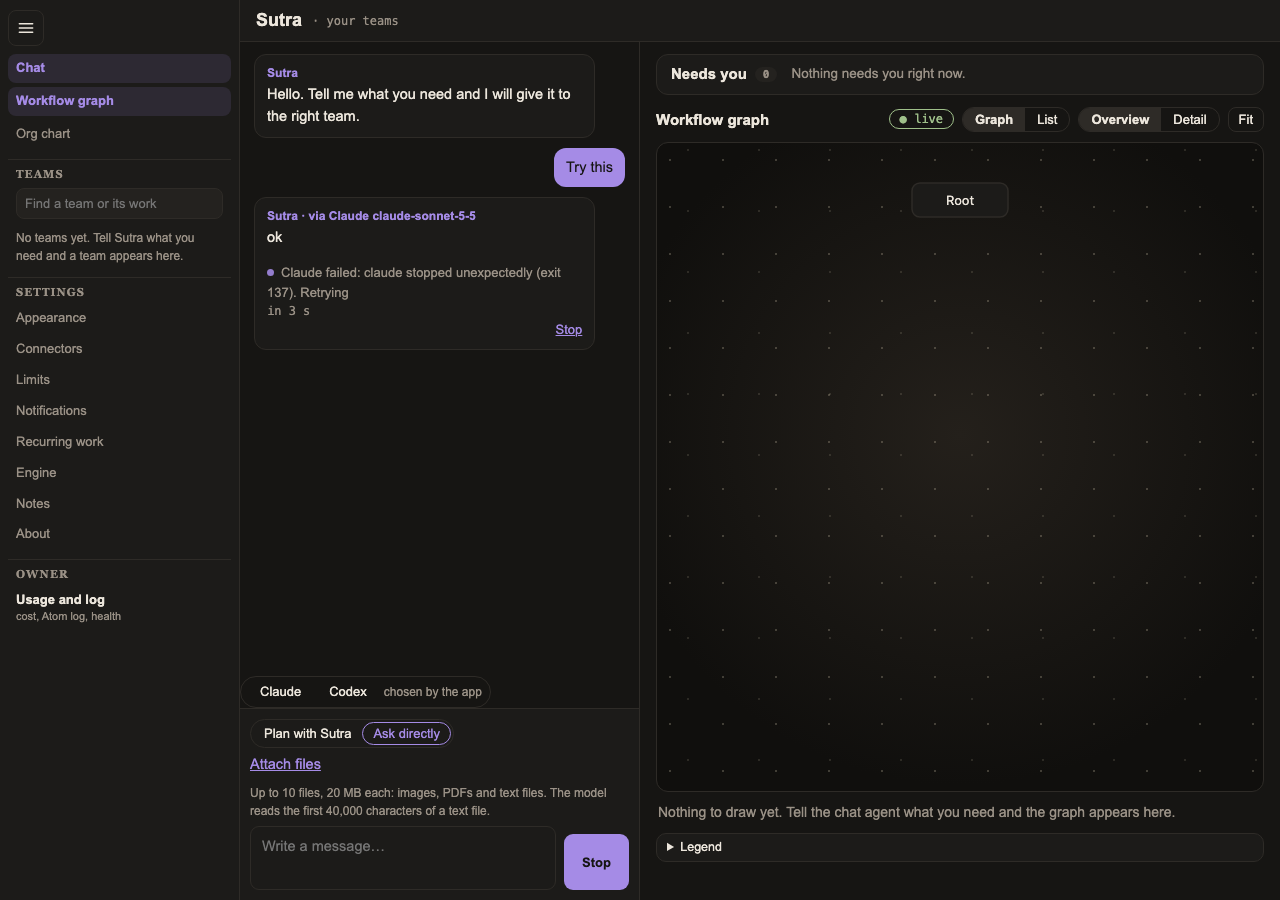 Sutra · your teams
Chat
Workflow graph
Org chart
TEAMS
Find a team or its work
No teams yet. Tell Sutra what you
need and a team appears here.
SETTINGS
Appearance
Connectors
Limits
Notifications
Recurring work
Engine
Notes
About
OWNER
Usage and log
cost, Atom log, health
Sutra
Hello. Tell me what you need and I will give it to
the right team.
Try this
Sutra · via Claude claude-sonnet-5-5
ok
Claude failed: claude stopped unexpectedly (exit
137). Retrying
in 3 s
Stop
Claude Codex chosen by the app
Plan with Sutra Ask directly
Attach files
Up to 10 files, 20 MB each: images, PDFs and text files. The model
reads the first 40,000 characters of a text file.
Write a message…
Stop
Needs you 0 Nothing needs you right now.
Workflow graph live Graph List Overview Detail Fit
Root
Nothing to draw yet. Tell the chat agent what you need and the graph appears here.
Legend